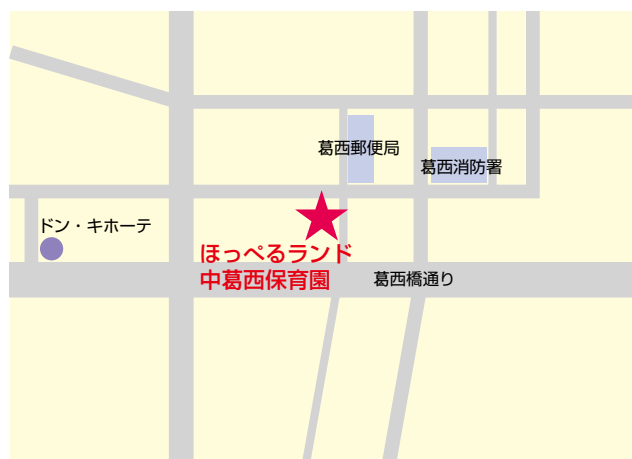 葛西郵便局
葛西消防署
ドン・キホーテ
ほっぺるランド
中葛西保育園
葛西橋通り